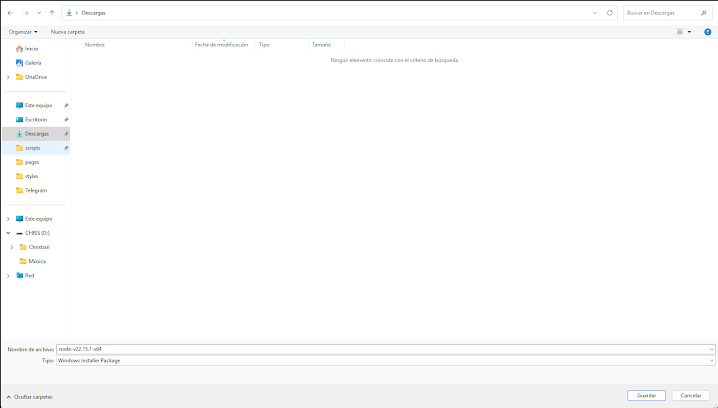 Descargas
Buscar en Descargas
Organizar
Nueva carpeta
Nombre
Fecha de modificación
Tipo
Tamaño
Ningún elemento coincide con el criterio de búsqueda.
Inicio
Galería
OneDrive
Este equipo
Escritorio
Descargas
scripts
pages
styles
Telegram
Este equipo
CHRIS (D:)
Christian
Música
Red
Nombre de archivo: node-v22.15.1-x64
Tipo: Windows Installer Package
Ocultar carpetas
Guardar
Cancelar